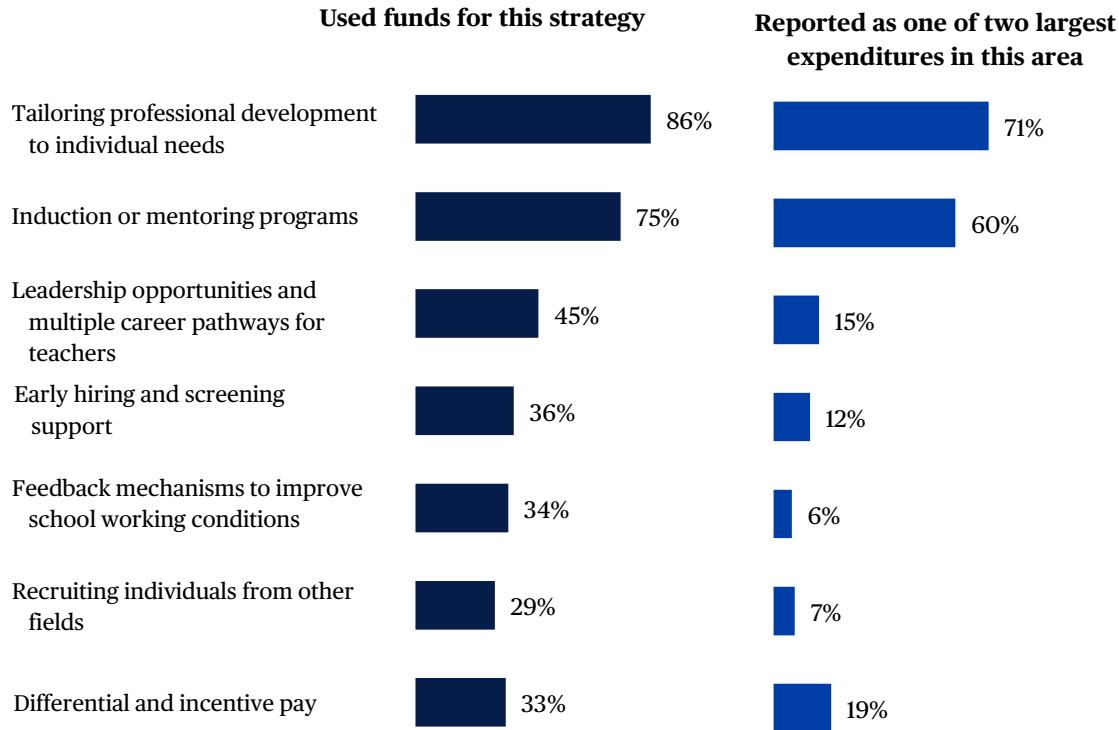 Used funds for this strategy
Reported as one of two largest
expenditures in this area
Tailoring professional development
to individual needs
86%
71%
Induction or mentoring programs
75%
60%
Leadership opportunities and
multiple career pathways for
teachers
45%
15%
Early hiring and screening
support
36%
12%
Feedback mechanisms to improve
school working conditions
34%
6%
Recruiting individuals from other
fields
29%
7%
Differential and incentive pay
33%
19%